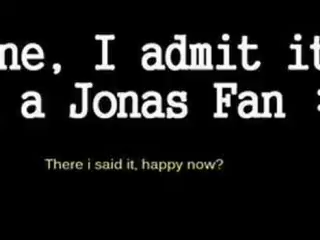 ne, I admit it
a Jonas Fan
There i said it, happy now?